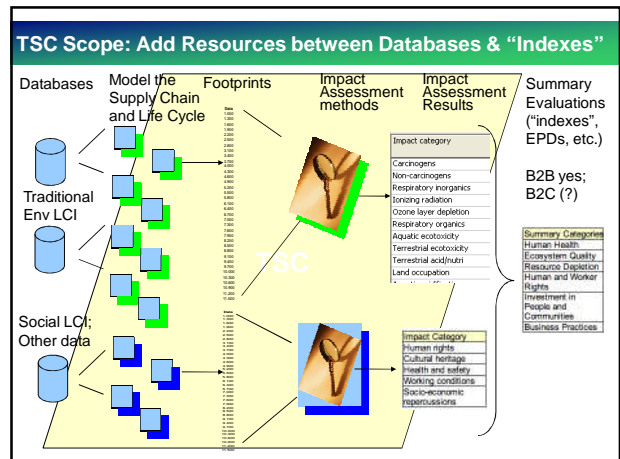 TSC Scope: Add Resources between Databases & “Indexes”
Databases
Model the
Supply Chain
and Life Cycle
Footprints
Impact
Assessment
methods
Impact
Assessment
Results
Summary
Evaluations
(“indexes”,
EPDs, etc.)
B2B yes;
B2C (?)
Traditional
Env LCI
Social LCI;
Other data
TSC
Impact category
Carcinogens
Non-carcinogens
Respiratory inorganics
Ionizing radiation
Ozone layer depletion
Respiratory organics
Aquatic ecotoxicity
Terrestrial ecotoxicity
Terrestrial acid/nutri
Land occupation
Impact Category
Human rights
Cultural heritage
Health and safety
Working conditions
Socio-economic
repercussions
Summary Categories
Human Health
Ecosystem Quality
Resource Depletion
Human and Worker
Rights
Investment in
People and
Communities
Business Practices